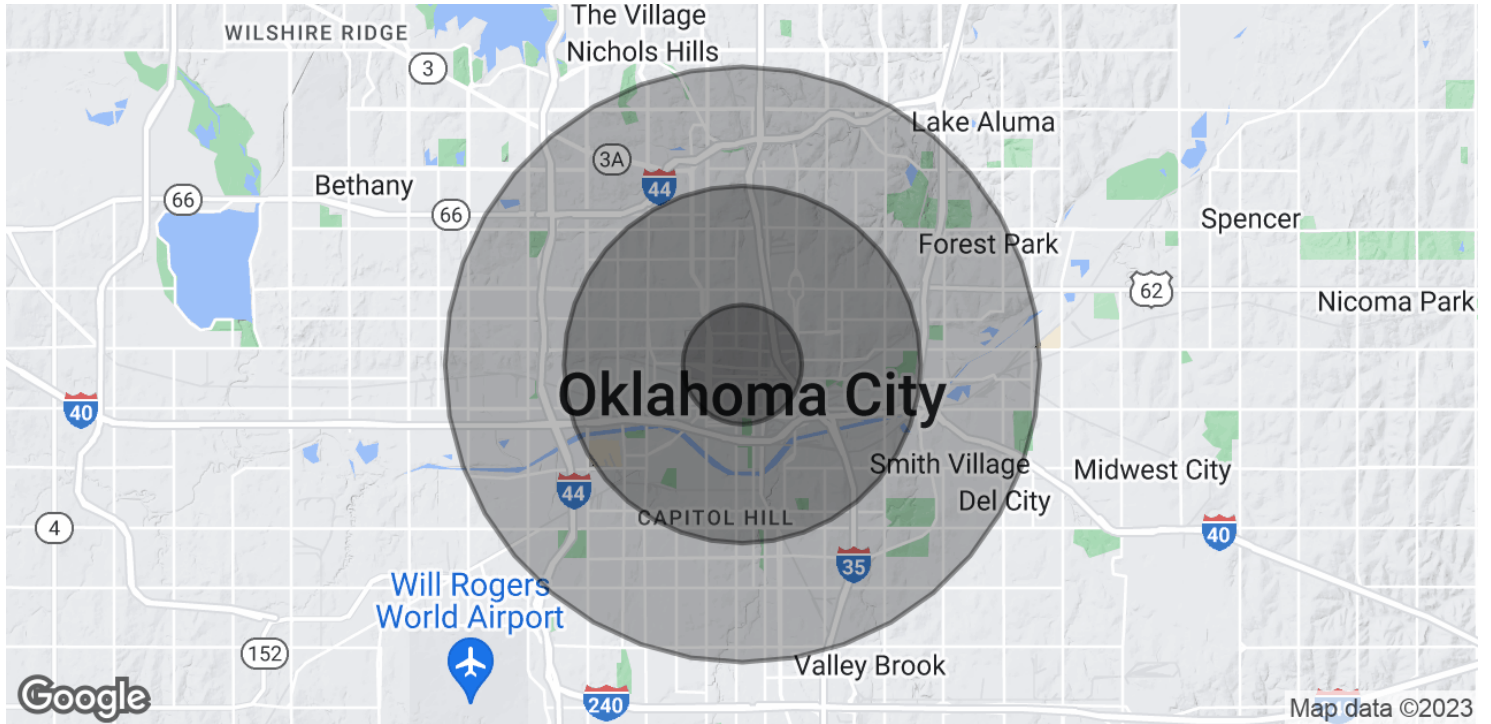 The Village
WILSHIRE RIDGE
Nichols Hills
3
Lake Aluma
3A
44
Bethany
66
66
Spencer
Forest Park
62
Nicoma Park
Oklahoma City
40
Smith Village
Midwest City
44
Del City
CAPITOL HILL
4
40
35
Will Rogers
World Airport
152
Valley Brook
Google
240
Map data ©2023